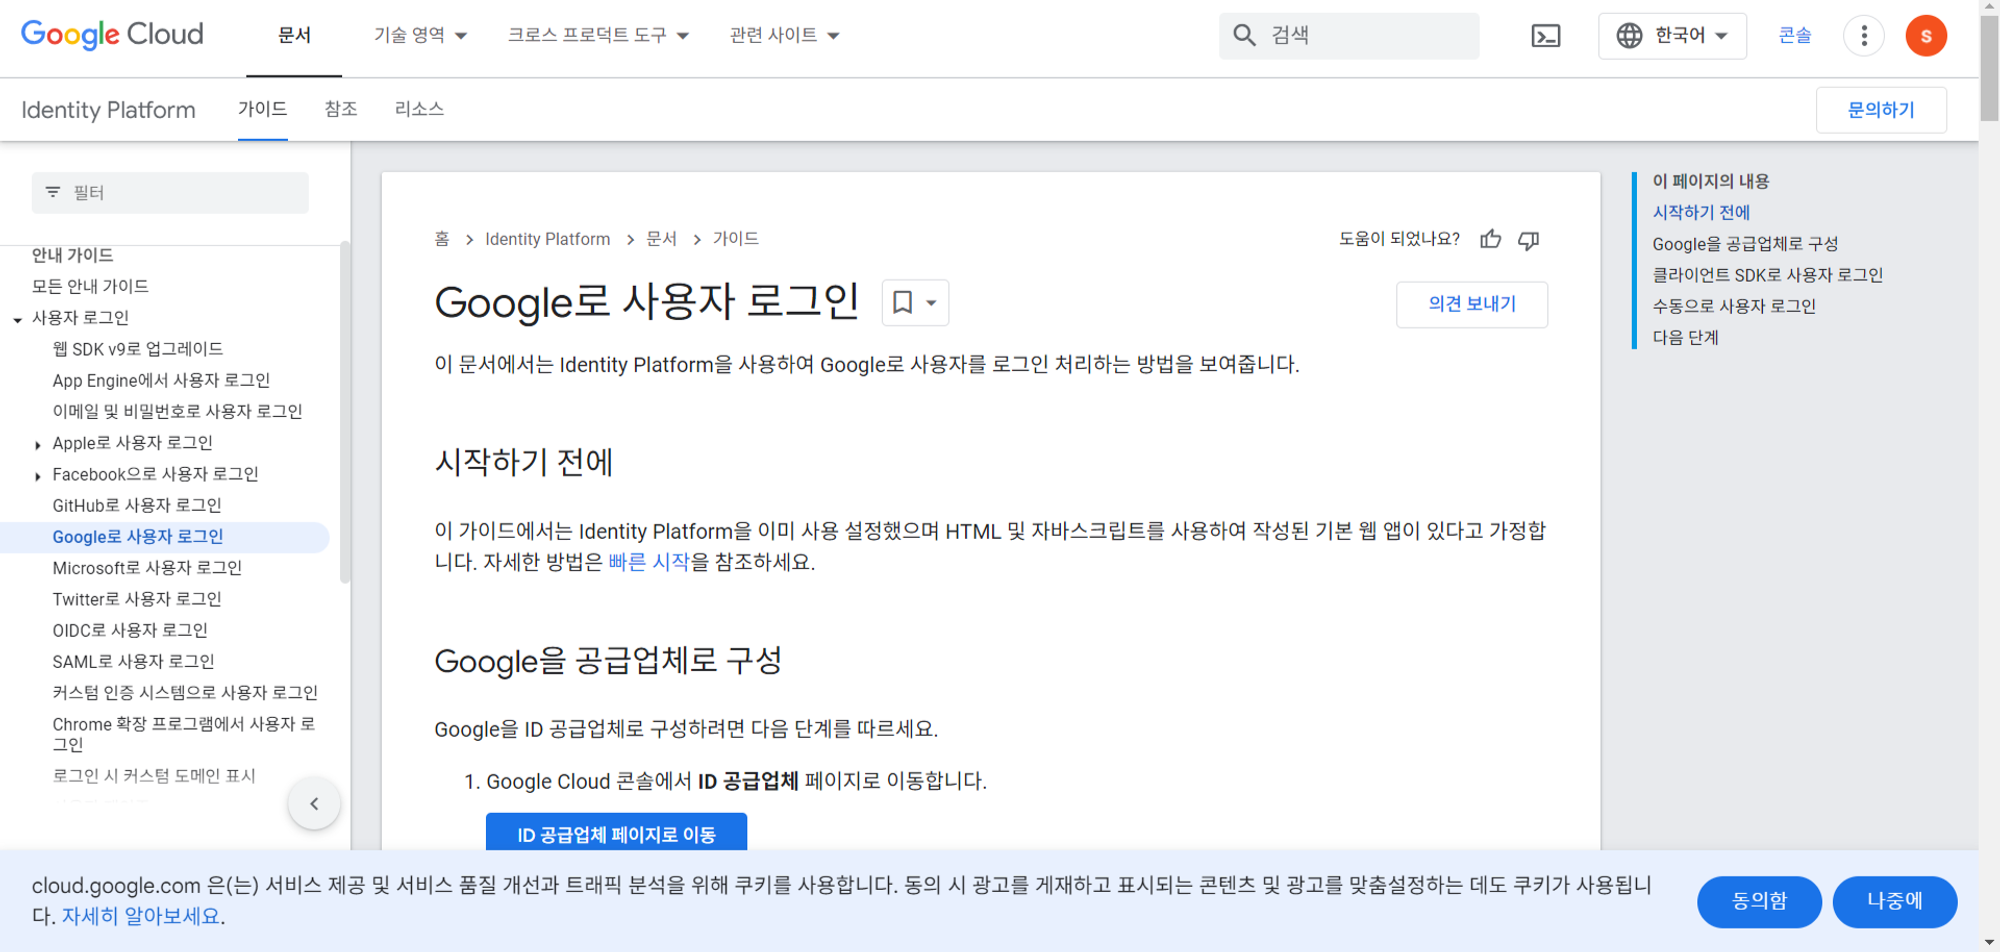 Google Cloud
문서
기술 영역
크로스 프로덕트 도구
관련 사이트
검색
한국어
콘솔
S
Identity Platform
가이드
참조
리소스
문의하기
필터
안내 가이드
모든 안내 가이드
사용자 로그인
웹 SDK v9로 업그레이드
App Engine에서 사용자 로그인
이메일 및 비밀번호로 사용자 로그인
Apple로 사용자 로그인
Facebook으로 사용자 로그인
GitHub로 사용자 로그인
Google로 사용자 로그인
Microsoft로 사용자 로그인
Twitter로 사용자 로그인
OIDC로 사용자 로그인
SAML로 사용자 로그인
커스텀 인증 시스템으로 사용자 로그인
Chrome 확장 프로그램에서 사용자 로
그인
로그인 시 커스텀 도메인 표시
홈 > Identity Platform > 문서 > 가이드
도움이 되었나요?
Google로 사용자 로그인
의견 보내기
이 문서에서는 Identity Platform을 사용하여 Google로 사용자를 로그인 처리하는 방법을 보여줍니다.
시작하기 전에
이 가이드에서는 Identity Platform을 이미 사용 설정했으며 HTML 및 자바스크립트를 사용하여 작성된 기본 웹 앱이 있다고 가정합
니다. 자세한 방법은 빠른 시작을 참조하세요.
Google을 공급업체로 구성
Google을 ID 공급업체로 구성하려면 다음 단계를 따르세요.
1. Google Cloud 콘솔에서 ID 공급업체 페이지로 이동합니다.
ID 공급업체 페이지로 이동
이 페이지의 내용
시작하기 전에
Google을 공급업체로 구성
클라이언트 SDK로 사용자 로그인
수동으로 사용자 로그인
다음 단계
cloud.google.com 은(는) 서비스 제공 및 서비스 품질 개선과 트래픽 분석을 위해 쿠키를 사용합니다. 동의 시 광고를 게재하고 표시되는 콘텐츠 및 광고를 맞춤설정하는 데도 쿠키가 사용됩니
다. 자세히 알아보세요.
동의함
나중에